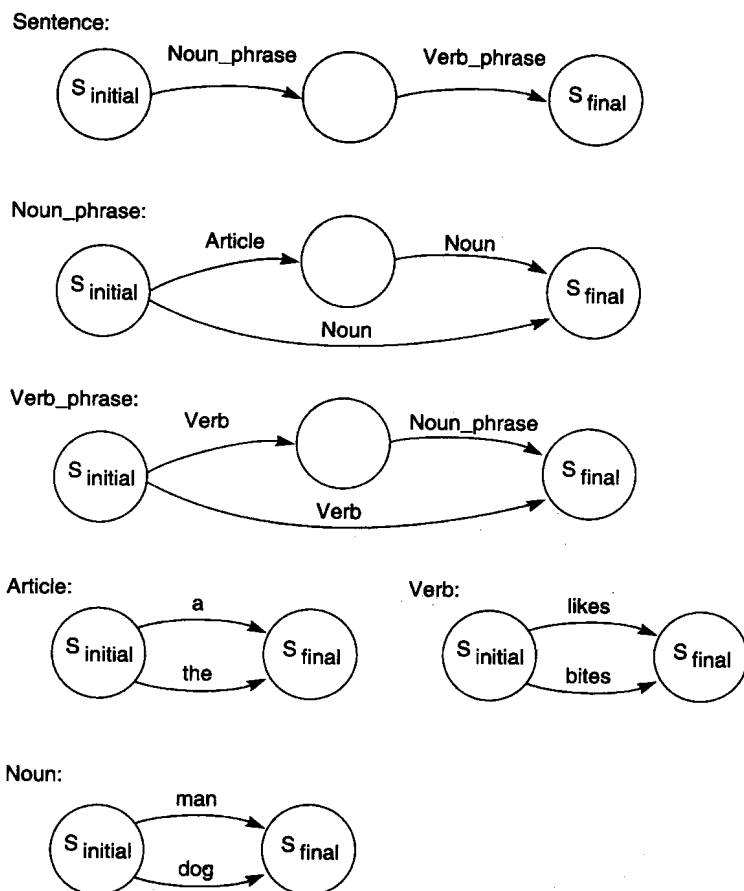 Sentence:
Noun_phrase Verb_phrase
S initial S final
Noun_phrase:
Article Noun
S initial S final
Noun
Verb_phrase:
Verb Noun_phrase
S initial S final
Verb
Article: Verb:
a likes
S initial S final S initial S final
the bites
Noun:
man
S initial S final
dog